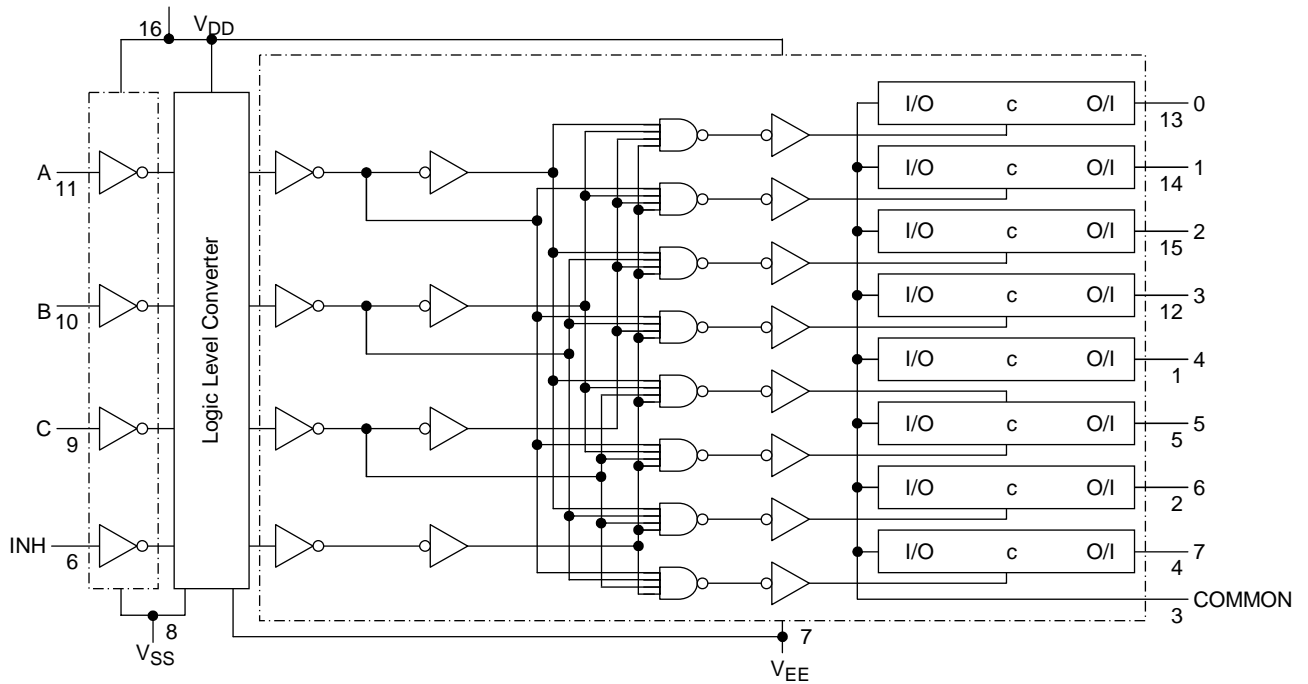 16
VDD
I/O c O/I
0
13
A
11
I/O c O/I
1
14
I/O c O/I
2
15
B
10
I/O c O/I
3
12
Logic Level Converter
I/O c O/I
4
1
C
9
I/O c O/I
5
5
I/O c O/I
6
2
INH
6
I/O c O/I
7
4
COMMON
3
8
VSS
7
VEE